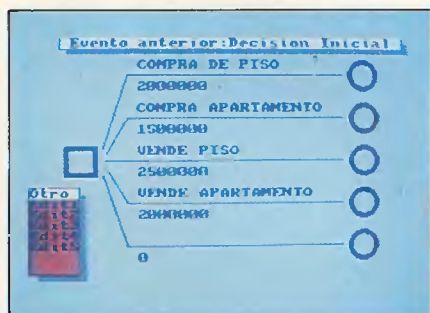 Evento anterior:Decision Inicial
COMPRA DE PISO
2000000
COMPRA APARTAMENTO
1500000
VENDE PISO
2500000
VENDE APARTAMENTO
2000000
Otro
0